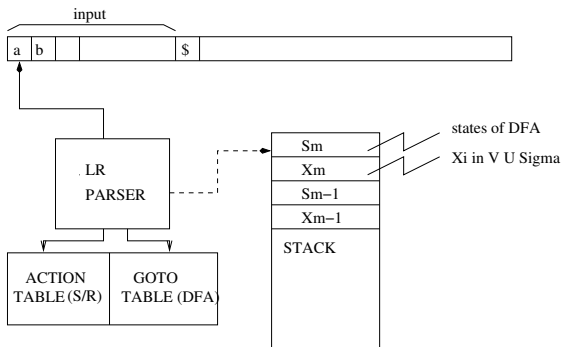 input
a b $
states of DFA
Sm
Xi in V U Sigma
LR
Xm
PARSER
Sm−1
Xm−1
STACK
ACTION
TABLE (S/R)
GOTO
TABLE (DFA)